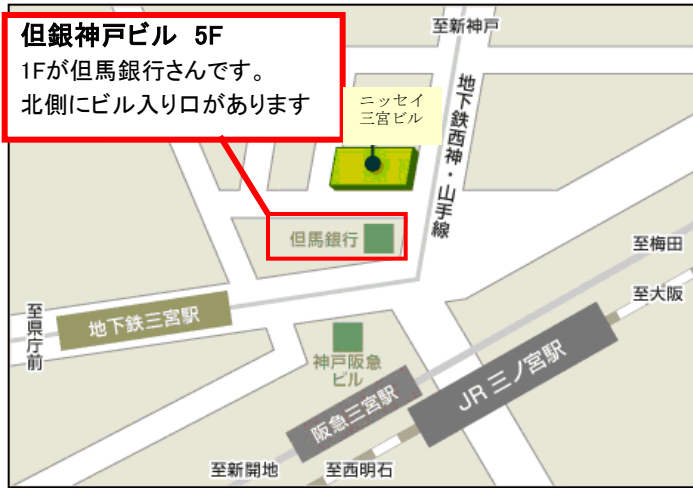 但銀神戸ビル 5F
1Fが但馬銀行さんです。
北側にビル入り口があります
至新神戸
ニッセイ
三宮ビル
地下鉄西神・山手線
但馬銀行
至梅田
至大阪
至県庁前
地下鉄三宮駅
神戸阪急
ビル
JR三ノ宮駅
阪急三宮駅
至新開地
至西明石